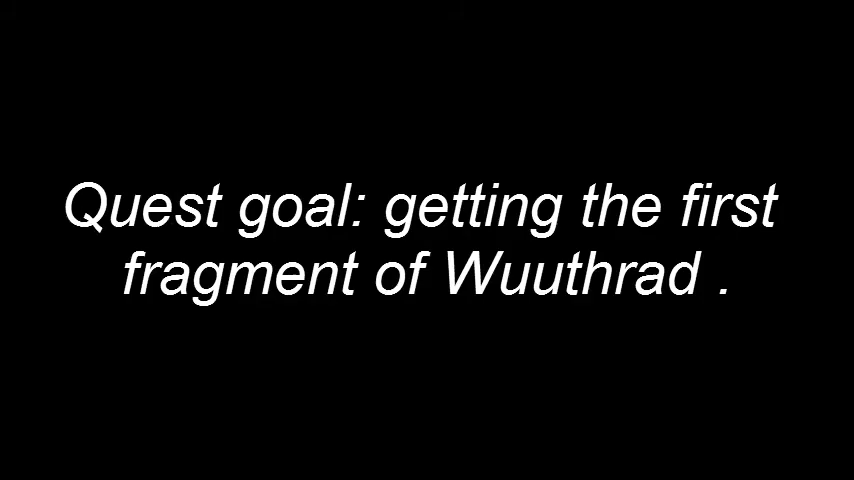 Quest goal: getting the first
fragment of Wuuthrad .